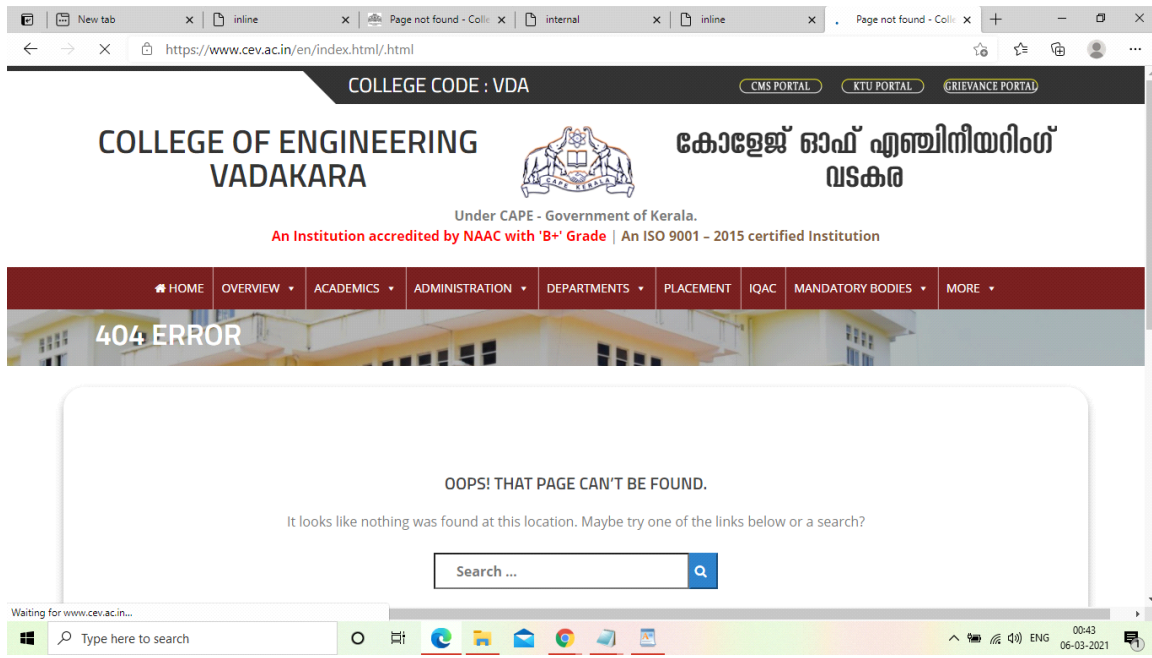 New tab
inline
Page not found - Colle
internal
inline
Page not found - Colle
https://www.cev.ac.in/en/index.html/.html
COLLEGE CODE : VDA
CMS PORTAL
KTU PORTAL
GRIEVANCE PORTAL
COLLEGE OF ENGINEERING
VADAKARA
CAPE KERALA
കോളേജ് ഓഫ് എഞ്ചിനീയറിംഗ്
വടകര
Under CAPE - Government of Kerala.
An Institution accredited by NAAC with 'B+' Grade | An ISO 9001 – 2015 certified Institution
HOME OVERVIEW ACADEMICS ADMINISTRATION DEPARTMENTS PLACEMENT IQAC MANDATORY BODIES MORE
404 ERROR
OOPS! THAT PAGE CAN’T BE FOUND.
It looks like nothing was found at this location. Maybe try one of the links below or a search?
Search ...
Waiting for www.cev.ac.in...
Type here to search
ENG
00:43
06-03-2021
1